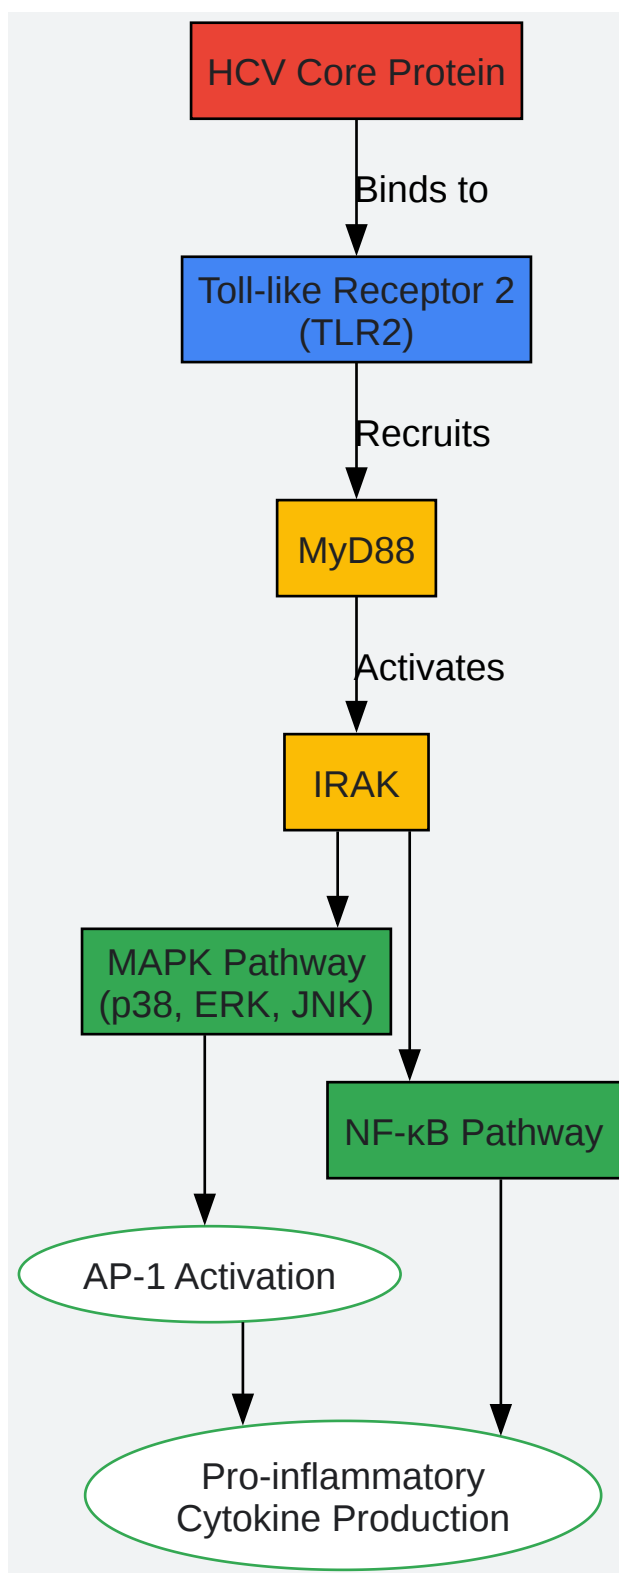 HCV Core Protein
Binds to
Toll-like Receptor 2
(TLR2)
Recruits
MyD88
Activates
IRAK
MAPK Pathway
(p38, ERK, JNK)
NF-κB Pathway
AP-1 Activation
Pro-inflammatory
Cytokine Production